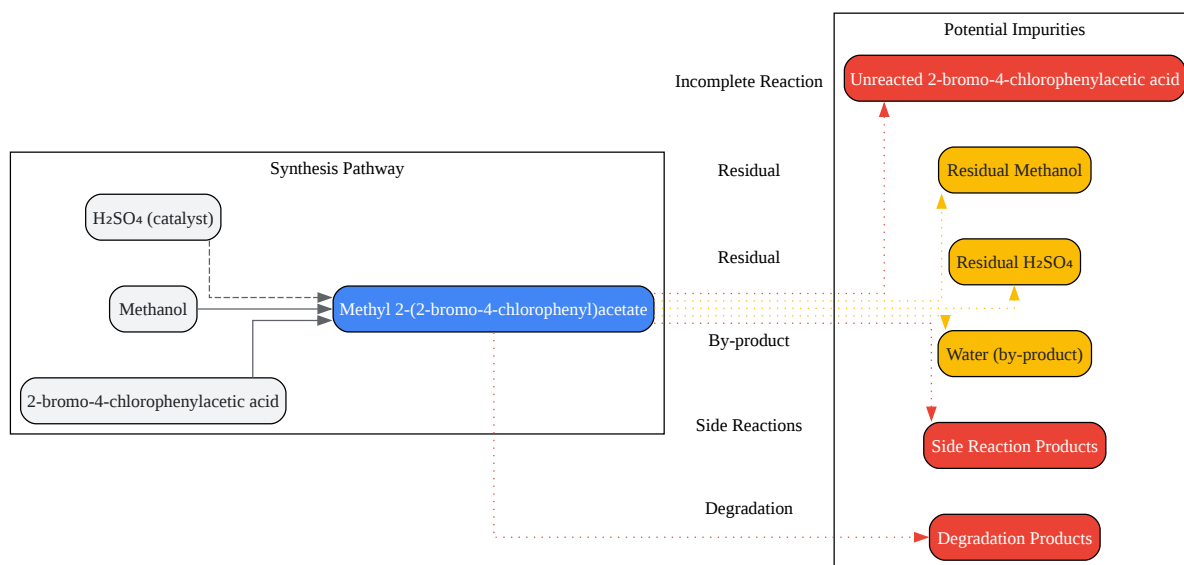 Potential Impurities
Incomplete Reaction
Unreacted 2-bromo-4-chlorophenylacetic acid
Synthesis Pathway
Residual
Residual Methanol
H₂SO₄ (catalyst)
Residual
Residual H₂SO₄
Methanol
Methyl 2-(2-bromo-4-chlorophenyl)acetate
By-product
Water (by-product)
2-bromo-4-chlorophenylacetic acid
Side Reactions
Side Reaction Products
Degradation
Degradation Products